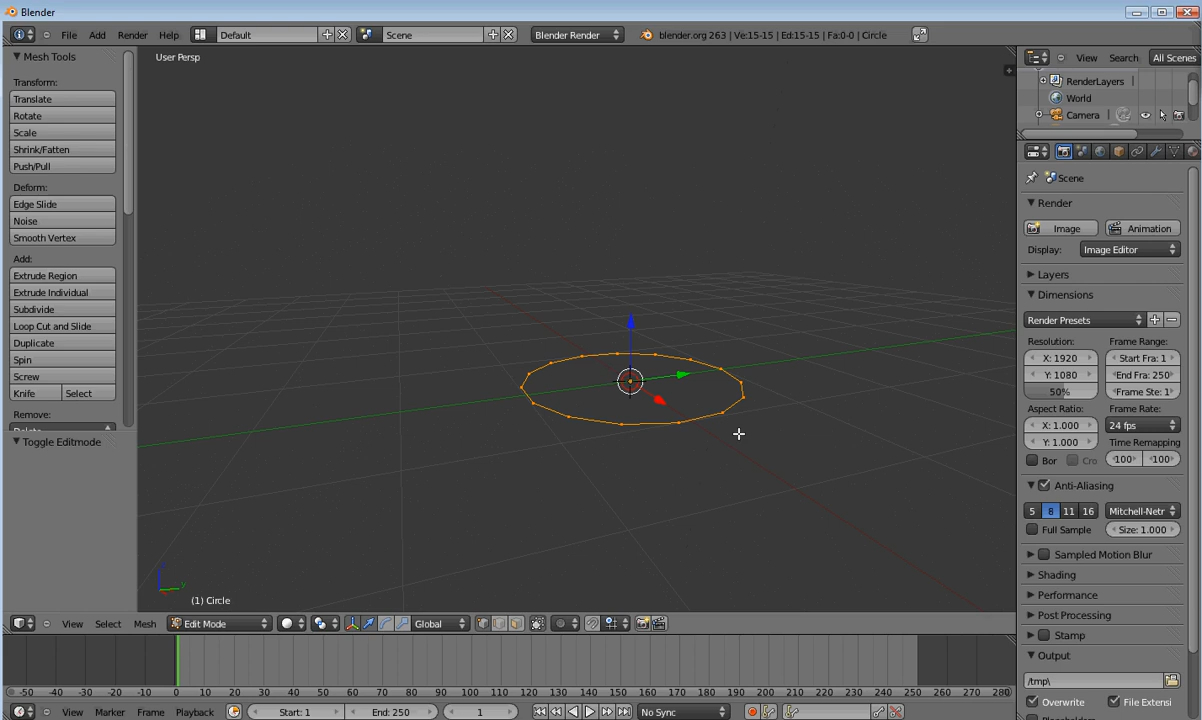 Blender
File Add Render Help Default Scene Blender Render blender.org 263 | Ve:15-15 | Ed:15-15 | Fa:0-0 | Circle
Mesh Tools
Transform:
Translate
Rotate
Scale
Shrink/Fatten
Push/Pull
Deform:
Edge Slide
Noise
Smooth Vertex
Add:
Extrude Region
Extrude Individual
Subdivide
Loop Cut and Slide
Duplicate
Spin
Screw
Knife Select
Remove:
Toggle Editmode
User Persp
y
(1) Circle
View Select Mesh Edit Mode Global
-50 -40 -30 -20 -10 0 10 20 30 40 50 60 70 80 90 100 110 120 130 140 150 160 170 180 190 200 210 220 230 240 250 260 270 280
View Marker Frame Playback Start: 1 End: 250 1 No Sync
View Search All Scenes
RenderLayers
World
Camera
Scene
Render
Image Animation
Display: Image Editor
Layers
Dimensions
Render Presets
Resolution: Frame Range:
X: 1920 Start Fra: 1
Y: 1080 End Fra: 250
50% Frame Ste: 1
Aspect Ratio: Frame Rate:
X: 1.000 24 fps
Y: 1.000 Time Remapping
Bor Cro 100 100
Anti-Aliasing
5 8 11 16 Mitchell-Netr
Full Sample Size: 1.000
Sampled Motion Blur
Shading
Performance
Post Processing
Stamp
Output
/tmp\
Overwrite File Extensi